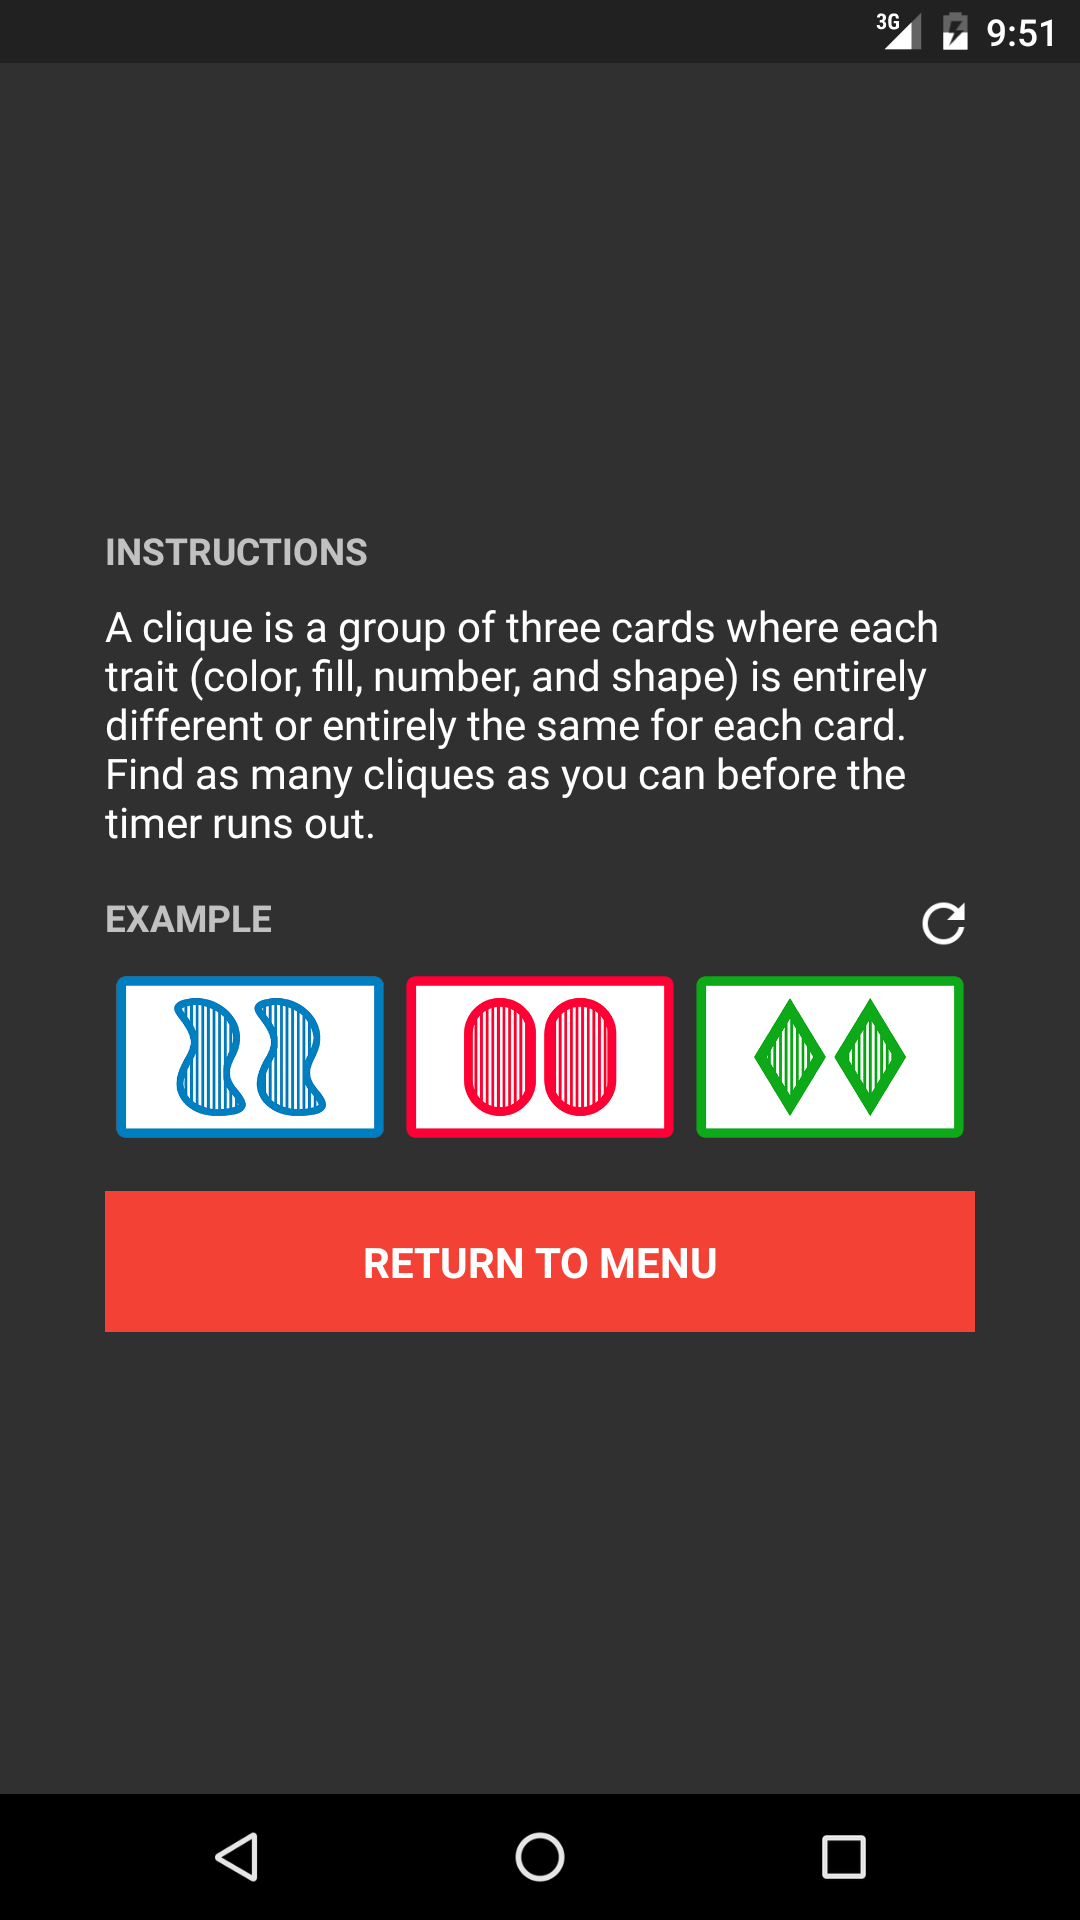 3G 9:51
INSTRUCTIONS
A clique is a group of three cards where each
trait (color, fill, number, and shape) is entirely
different or entirely the same for each card.
Find as many cliques as you can before the
timer runs out.
EXAMPLE
RETURN TO MENU